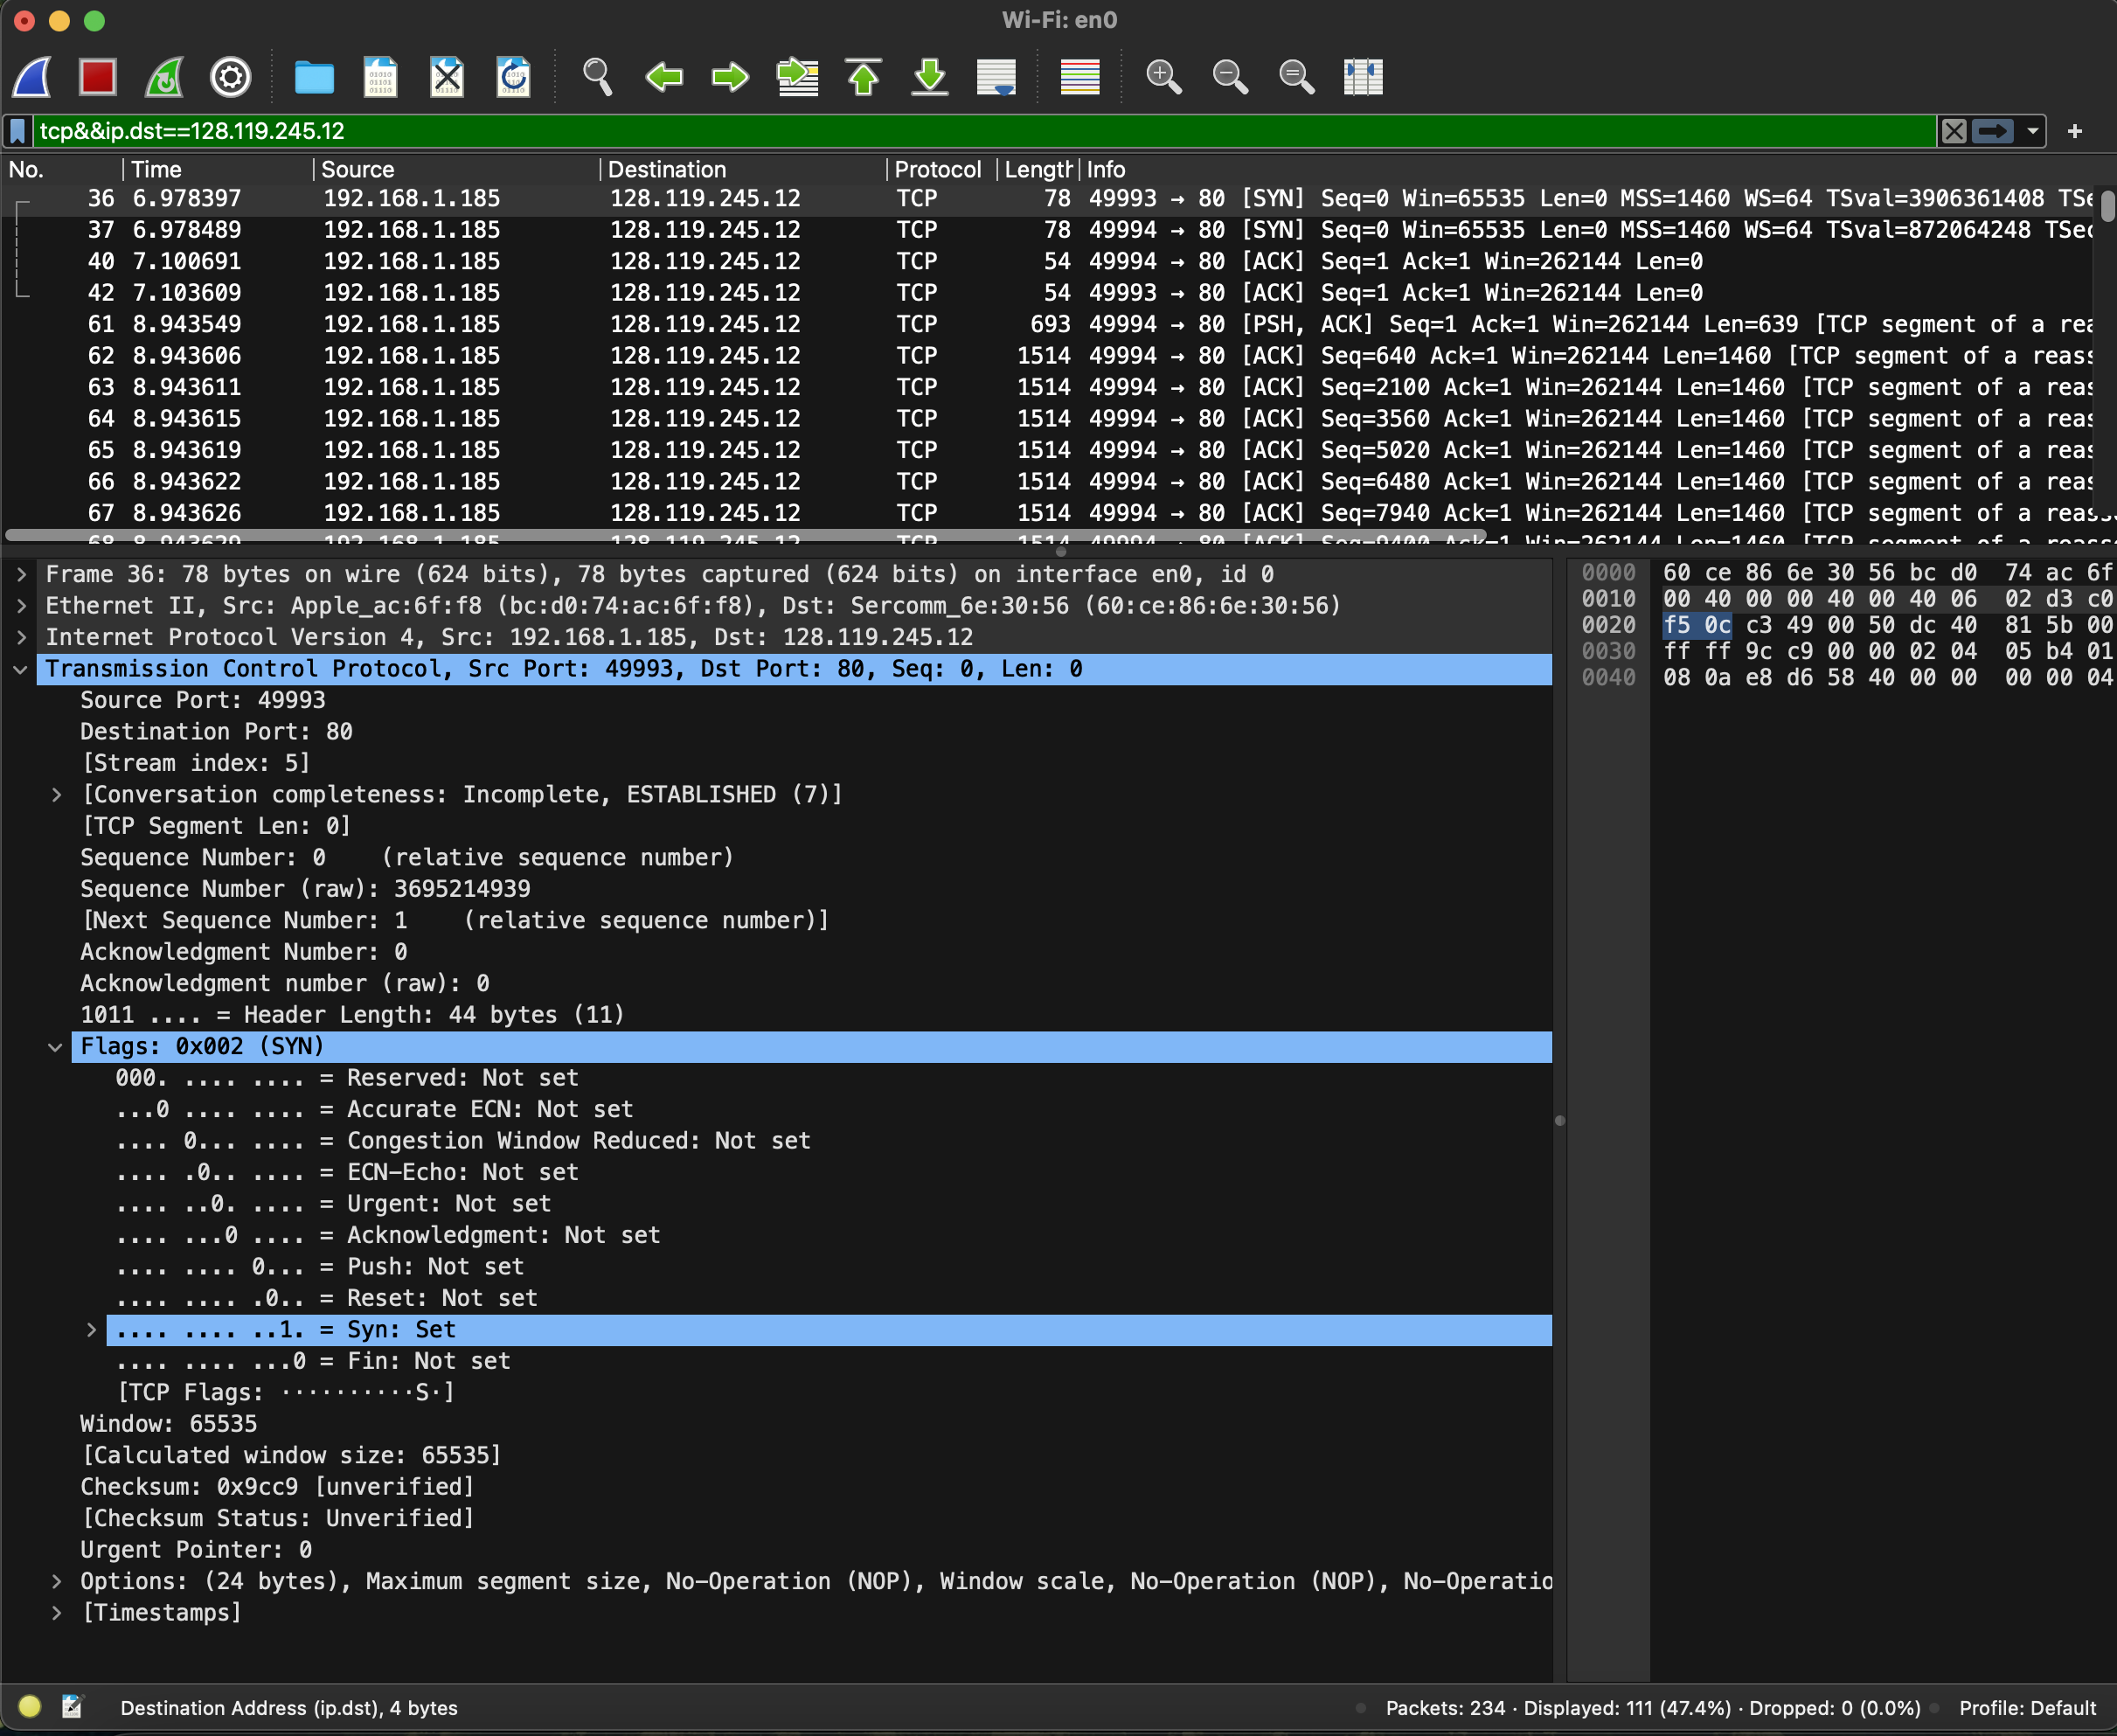 Wi-Fi: en0
tcp&&ip.dst==128.119.245.12
No. Time Source Destination Protocol Length Info
36 6.978397 192.168.1.185 128.119.245.12 TCP 78 49993 → 80 [SYN] Seq=0 Win=65535 Len=0 MSS=1460 WS=64 TSval=3906361408
37 6.978489 192.168.1.185 128.119.245.12 TCP 78 49994 → 80 [SYN] Seq=0 Win=65535 Len=0 MSS=1460 WS=64 TSval=872064248
40 7.100691 192.168.1.185 128.119.245.12 TCP 54 49994 → 80 [ACK] Seq=1 Ack=1 Win=262144 Len=0
42 7.103609 192.168.1.185 128.119.245.12 TCP 54 49993 → 80 [ACK] Seq=1 Ack=1 Win=262144 Len=0
61 8.943549 192.168.1.185 128.119.245.12 TCP 693 49994 → 80 [PSH, ACK] Seq=1 Ack=1 Win=262144 Len=639 [TCP segment of a
62 8.943606 192.168.1.185 128.119.245.12 TCP 1514 49994 → 80 [ACK] Seq=640 Ack=1 Win=262144 Len=1460 [TCP segment of a
63 8.943611 192.168.1.185 128.119.245.12 TCP 1514 49994 → 80 [ACK] Seq=2100 Ack=1 Win=262144 Len=1460 [TCP segment of a
64 8.943615 192.168.1.185 128.119.245.12 TCP 1514 49994 → 80 [ACK] Seq=3560 Ack=1 Win=262144 Len=1460 [TCP segment of a
65 8.943619 192.168.1.185 128.119.245.12 TCP 1514 49994 → 80 [ACK] Seq=5020 Ack=1 Win=262144 Len=1460 [TCP segment of a
66 8.943622 192.168.1.185 128.119.245.12 TCP 1514 49994 → 80 [ACK] Seq=6480 Ack=1 Win=262144 Len=1460 [TCP segment of a
67 8.943626 192.168.1.185 128.119.245.12 TCP 1514 49994 → 80 [ACK] Seq=7940 Ack=1 Win=262144 Len=1460 [TCP segment of a
Frame 36: 78 bytes on wire (624 bits), 78 bytes captured (624 bits) on interface en0, id 0
Ethernet II, Src: Apple_ac:6f:f8 (bc:d0:74:ac:6f:f8), Dst: Sercomm_6e:30:56 (60:ce:86:6e:30:56)
Internet Protocol Version 4, Src: 192.168.1.185, Dst: 128.119.245.12
Transmission Control Protocol, Src Port: 49993, Dst Port: 80, Seq: 0, Len: 0
Source Port: 49993
Destination Port: 80
[Stream index: 5]
[Conversation completeness: Incomplete, ESTABLISHED (7)]
[TCP Segment Len: 0]
Sequence Number: 0 (relative sequence number)
Sequence Number (raw): 3695214939
[Next Sequence Number: 1 (relative sequence number)]
Acknowledgment Number: 0
Acknowledgment number (raw): 0
1011 .... = Header Length: 44 bytes (11)
Flags: 0x002 (SYN)
000. .... .... = Reserved: Not set
...0 .... .... = Accurate ECN: Not set
.... 0... .... = Congestion Window Reduced: Not set
.... .0.. .... = ECN-Echo: Not set
.... ..0. .... = Urgent: Not set
.... ...0 .... = Acknowledgment: Not set
.... .... 0... = Push: Not set
.... .... .0.. = Reset: Not set
.... .... ..1. = Syn: Set
.... .... ...0 = Fin: Not set
[TCP Flags: ··········S·]
Window: 65535
[Calculated window size: 65535]
Checksum: 0x9cc9 [unverified]
[Checksum Status: Unverified]
Urgent Pointer: 0
Options: (24 bytes), Maximum segment size, No-Operation (NOP), Window scale, No-Operation (NOP),
[Timestamps]
0000 60 ce 86 6e 30 56 bc d0 74 ac 6f
0010 00 40 00 00 40 00 40 06 02 d3 c0
0020 f5 0c c3 49 00 50 dc 40 81 5b 00
0030 ff ff 9c c9 00 00 02 04 05 b4 01
0040 08 0a e8 d6 58 40 00 00 00 00 04
Destination Address (ip.dst), 4 bytes
Packets: 234 · Displayed: 111 (47.4%) · Dropped: 0 (0.0%)
Profile: Default